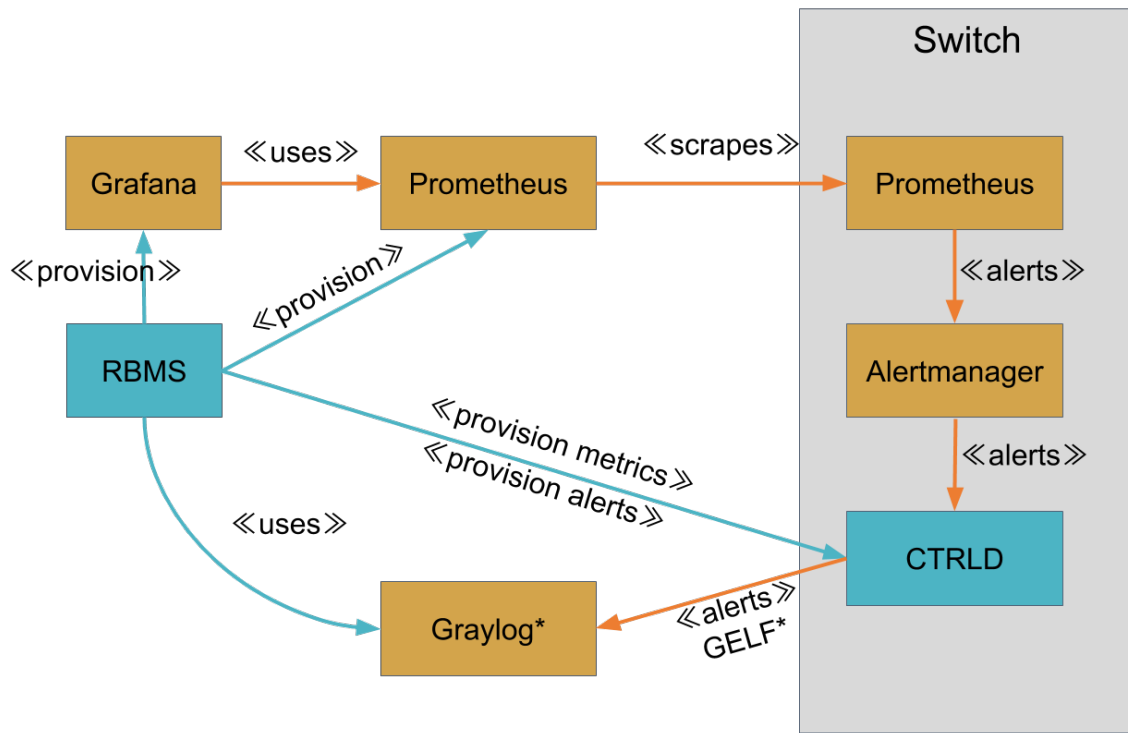 Switch
≪uses≫
≪scrapes≫
Grafana
Prometheus
Prometheus
≪provision≫
≪provision≫
≪alerts≫
RBMS
Alertmanager
≪provision metrics≫
≪provision alerts≫
≪alerts≫
≪uses≫
CTRLD
Graylog*
≪alerts≫
GELF*